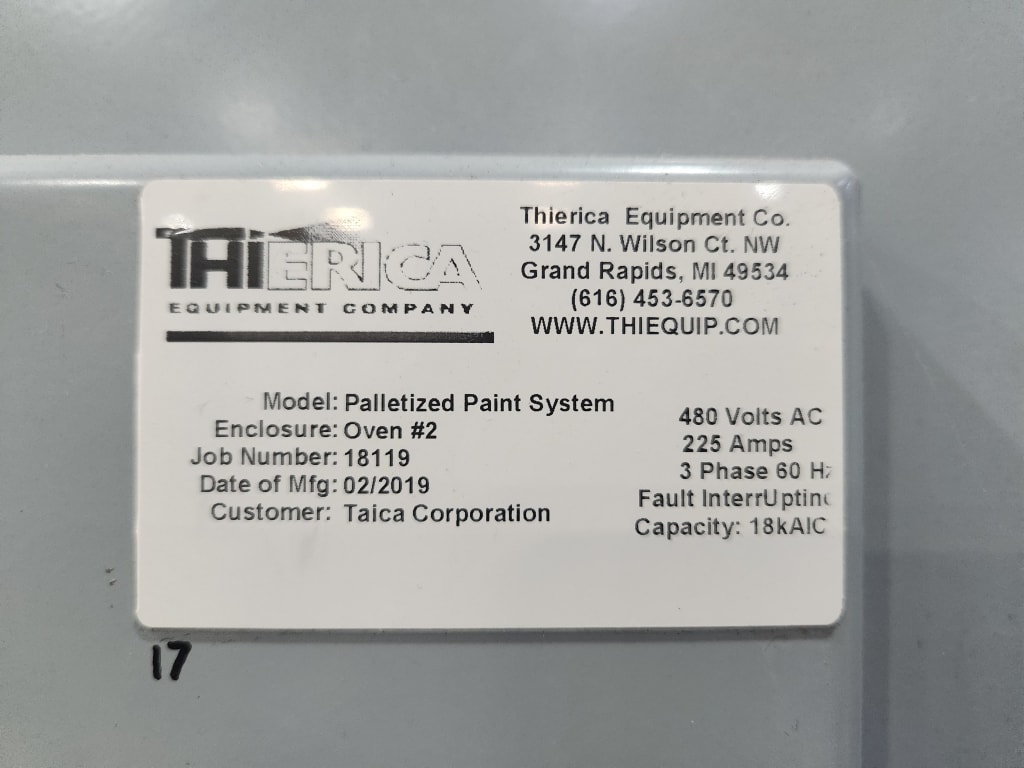 THIERICA
EQUIPMENT COMPANY
Thierica Equipment Co.
3147 N. Wilson Ct. NW
Grand Rapids, MI 49534
(616) 453-6570
WWW.THIEQUIP.COM
Model: Palletized Paint System
Enclosure: Oven #2
Job Number: 18119
Date of Mfg: 02/2019
Customer: Taica Corporation
480 Volts AC
225 Amps
3 Phase 60 Hz
Fault InterrUpting
Capacity: 18kAIC
17